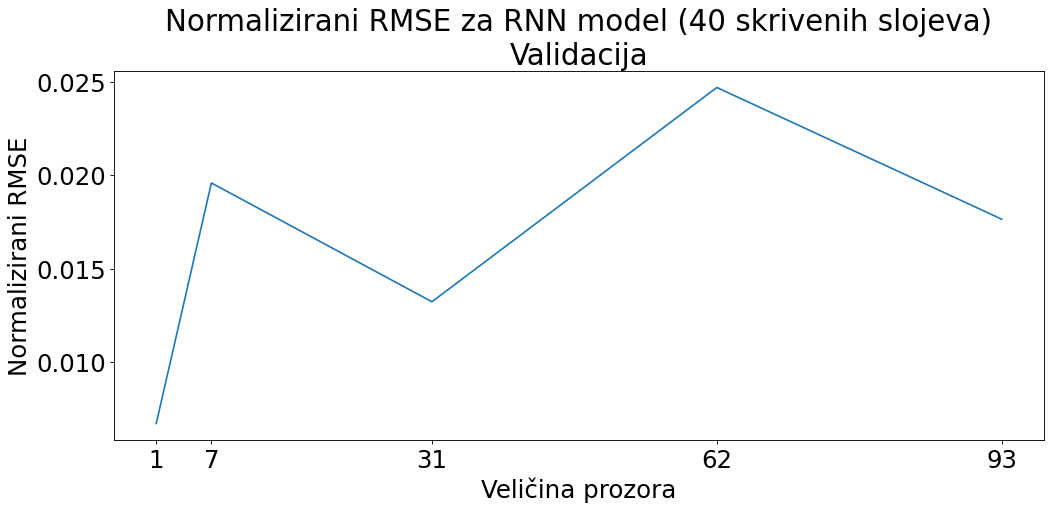 Normalizirani RMSE za RNN model (40 skrivenih slojeva)
Validacija
0.025
0.020
0.015
0.010
Normalizirani RMSE
1 7 31 62 93
Veličina prozora